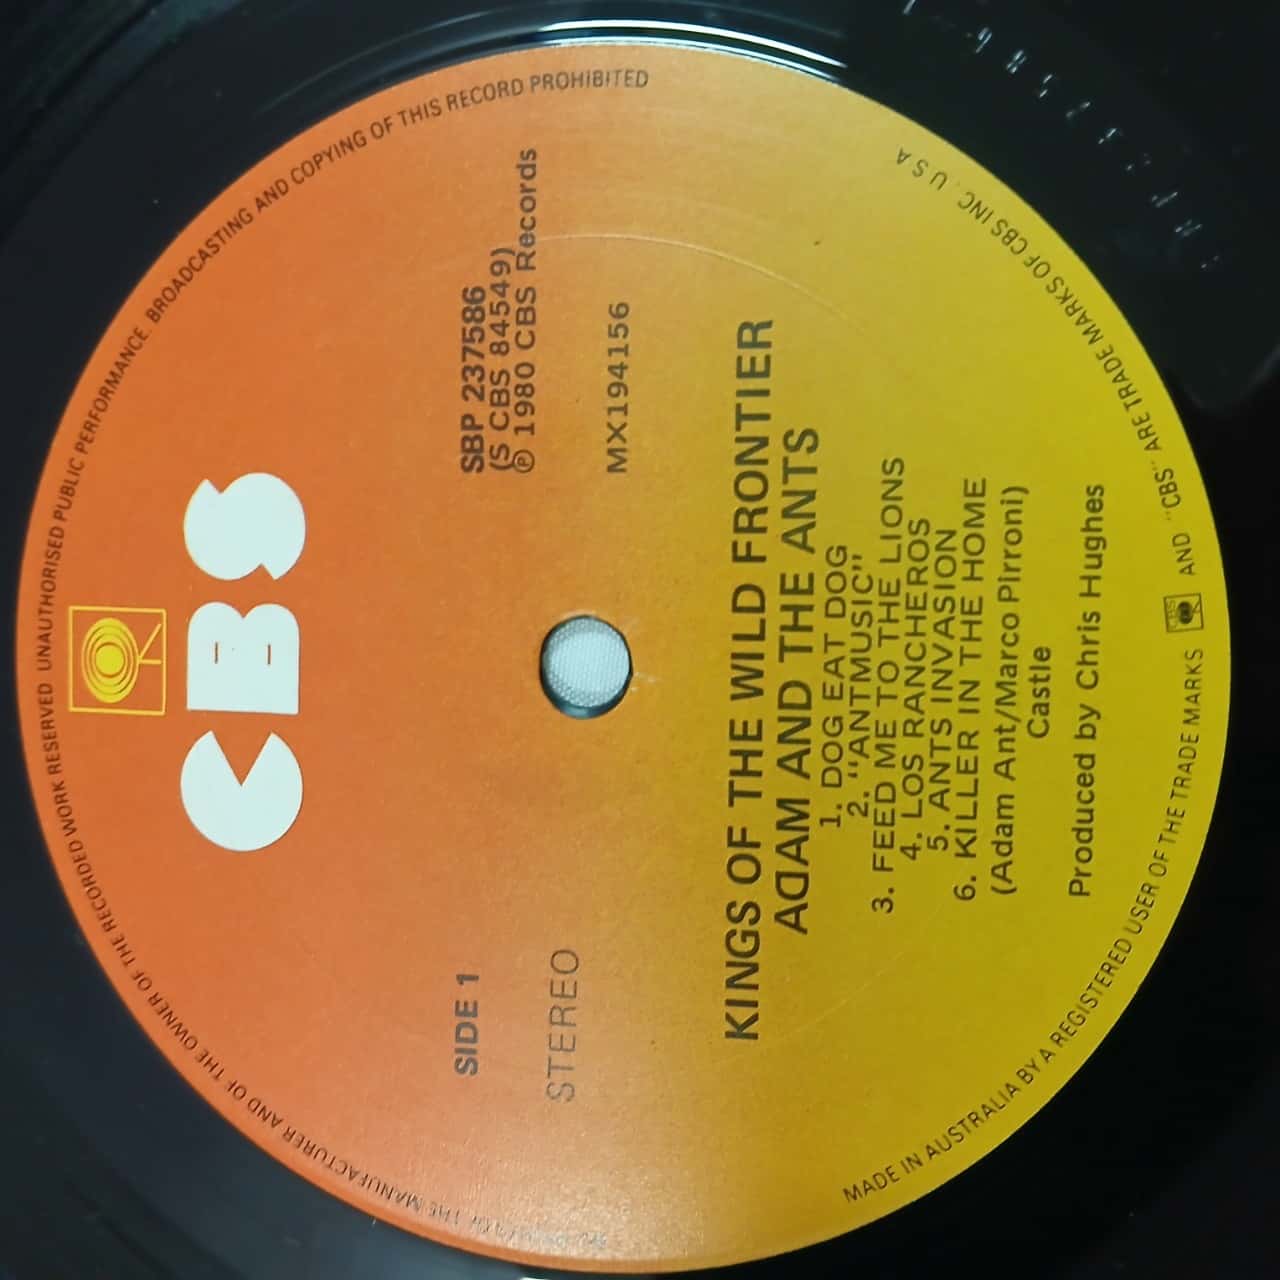 CBS
SIDE 1
STEREO
SBP 237586
(S CBS 84549)
℗ 1980 CBS Records
MX194156
KINGS OF THE WILD FRONTIER
ADAM AND THE ANTS
1. DOG EAT DOG
2. "ANTMUSIC"
3. FEED ME TO THE LIONS
4. LOS RANCHEROS
5. ANTS INVASION
6. KILLER IN THE HOME
(Adam Ant/Marco Pirroni)
Castle
Produced by Chris Hughes
THE MANUFACTURER AND OF THE OWNER OF THE RECORDED WORK RESERVED UNAUTHORISED PUBLIC PERFORMANCE. BROADCASTING AND COPYING OF THIS RECORD PROHIBITED
MADE IN AUSTRALIA BY A REGISTERED USER OF THE TRADE MARKS CBS AND "CBS" ARE TRADE MARKS OF CBS INC. U S A